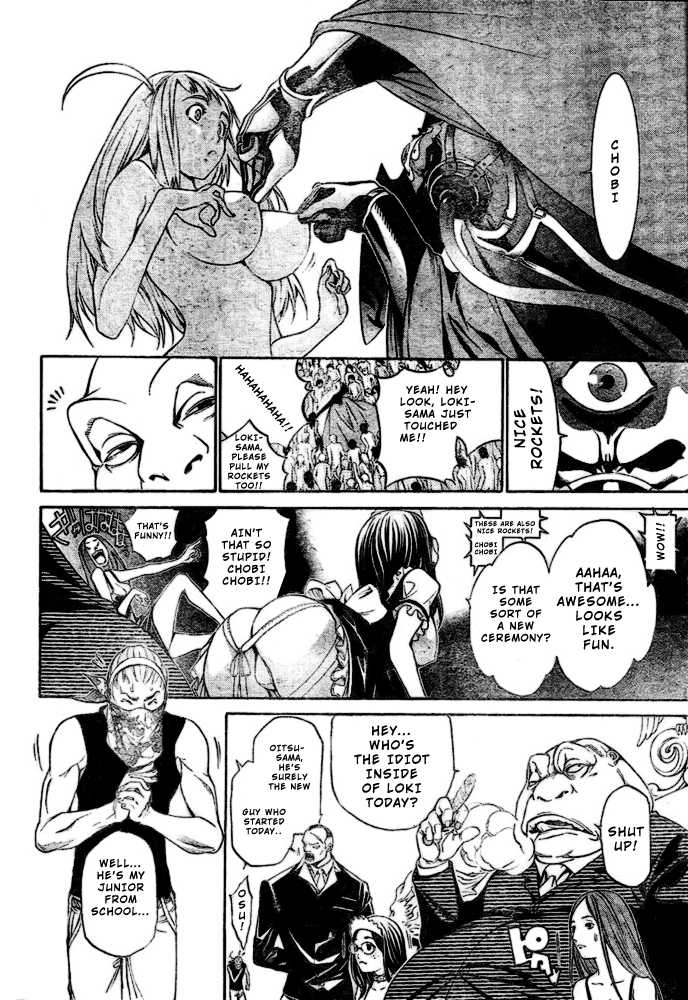 CHOBI
NICE
ROCKETS!
YEAH! HEY
LOOK, LOKI-
SAMA JUST
TOUCHED
ME!!
HAHAHAHAHA!!
LOKI-
SAMA,
PLEASE
PULL MY
ROCKETS
TOO!!
WOW!!
AAHAA,
THAT'S
AWESOME...
LOOKS
LIKE
FUN.
THESE ARE ALSO
NICE ROCKETS!
CHOBI
CHOBI
IS THAT
SOME
SORT OF
A NEW
CEREMONY?
AIN'T
THAT SO
STUPID! CHOBI
CHOBI!!
THAT'S
FUNNY!!
SHUT
UP!
HEY...
WHO'S
THE IDIOT
INSIDE
OF LOKI
TODAY?
OITSU-
SAMA,
HE'S
SURELY
THE NEW
GUY WHO
STARTED
TODAY..
OSU!
WELL...
HE'S MY
JUNIOR
FROM
SCHOOL...